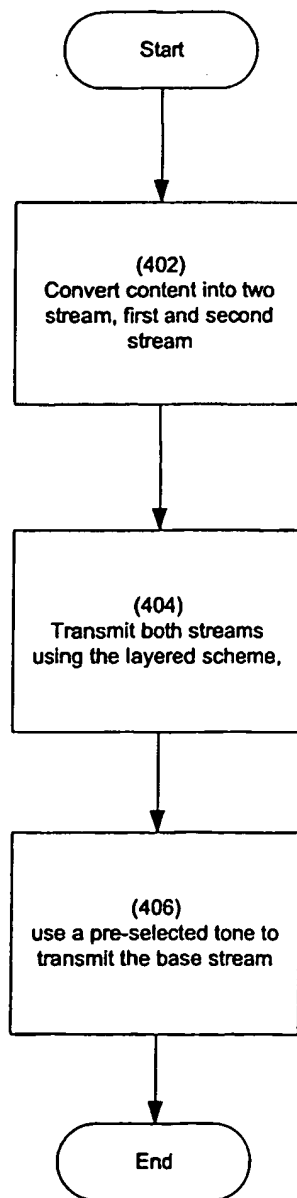 Start
(402)
Convert content into two
stream, first and second
stream
(404)
Transmit both streams
using the layered scheme,
(406)
use a pre-selected tone to
transmit the base stream
End